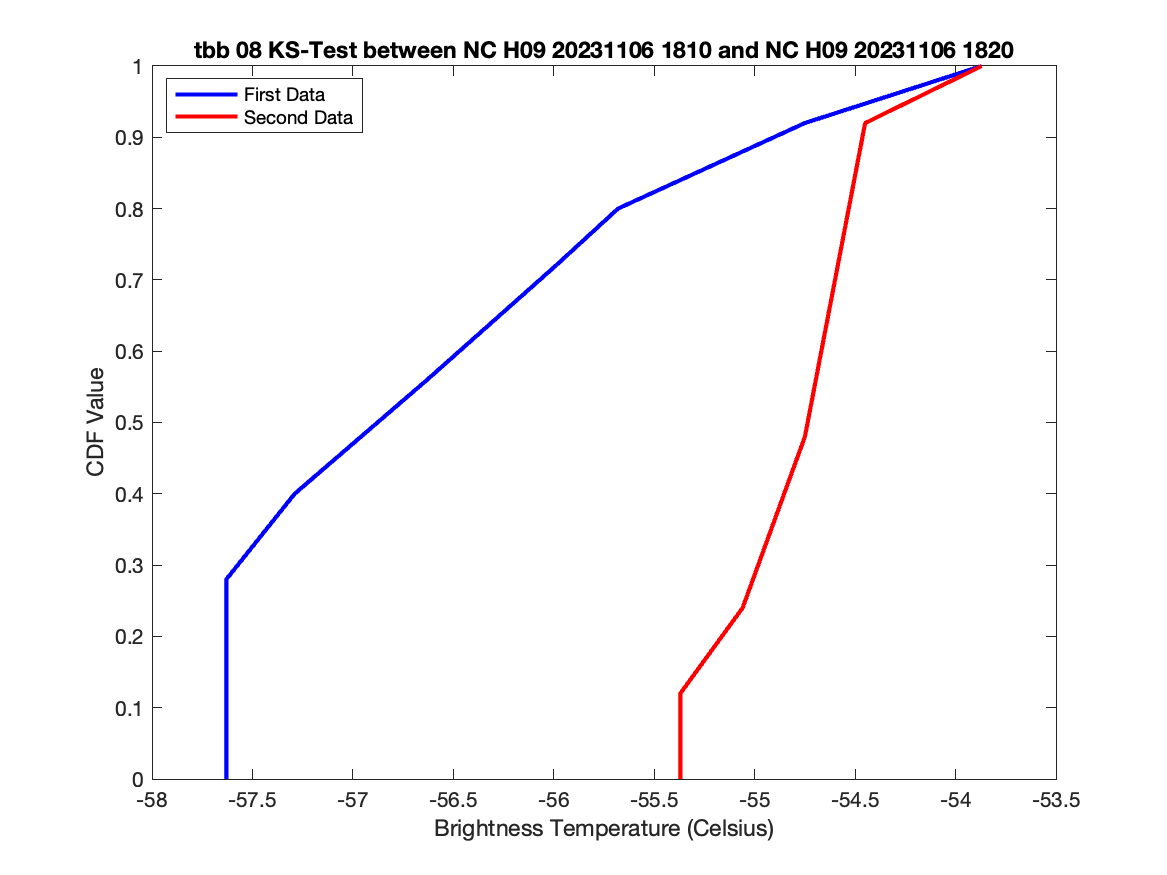 tbb 08 KS-Test between NC H09 20231106 1810 and NC H09 20231106 1820
First Data
Second Data
1
0.9
0.8
0.7
0.6
0.5
0.4
0.3
0.2
0.1
0
CDF Value
-58 -57.5 -57 -56.5 -56 -55.5 -55 -54.5 -54 -53.5
Brightness Temperature (Celsius)